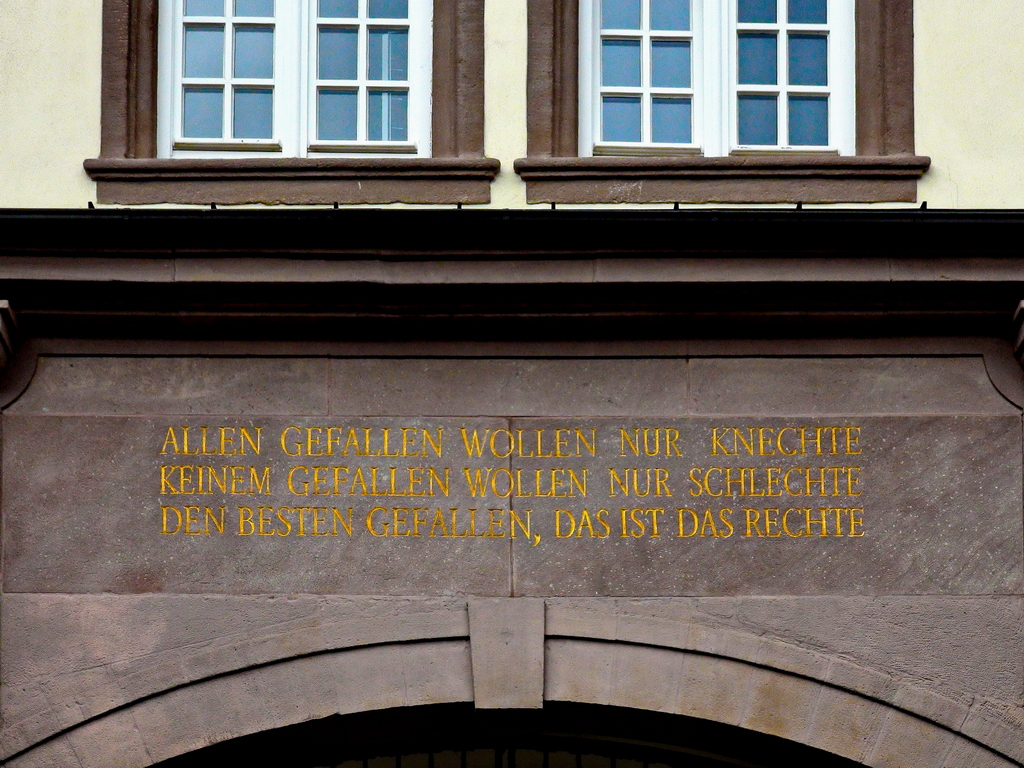 ALLEN GEFALLEN WOLLEN NUR KNECHTE
KEINEM GEFALLEN WOLLEN NUR SCHLECHTE
DEN BESTEN GEFALLEN, DAS IST DAS RECHTE